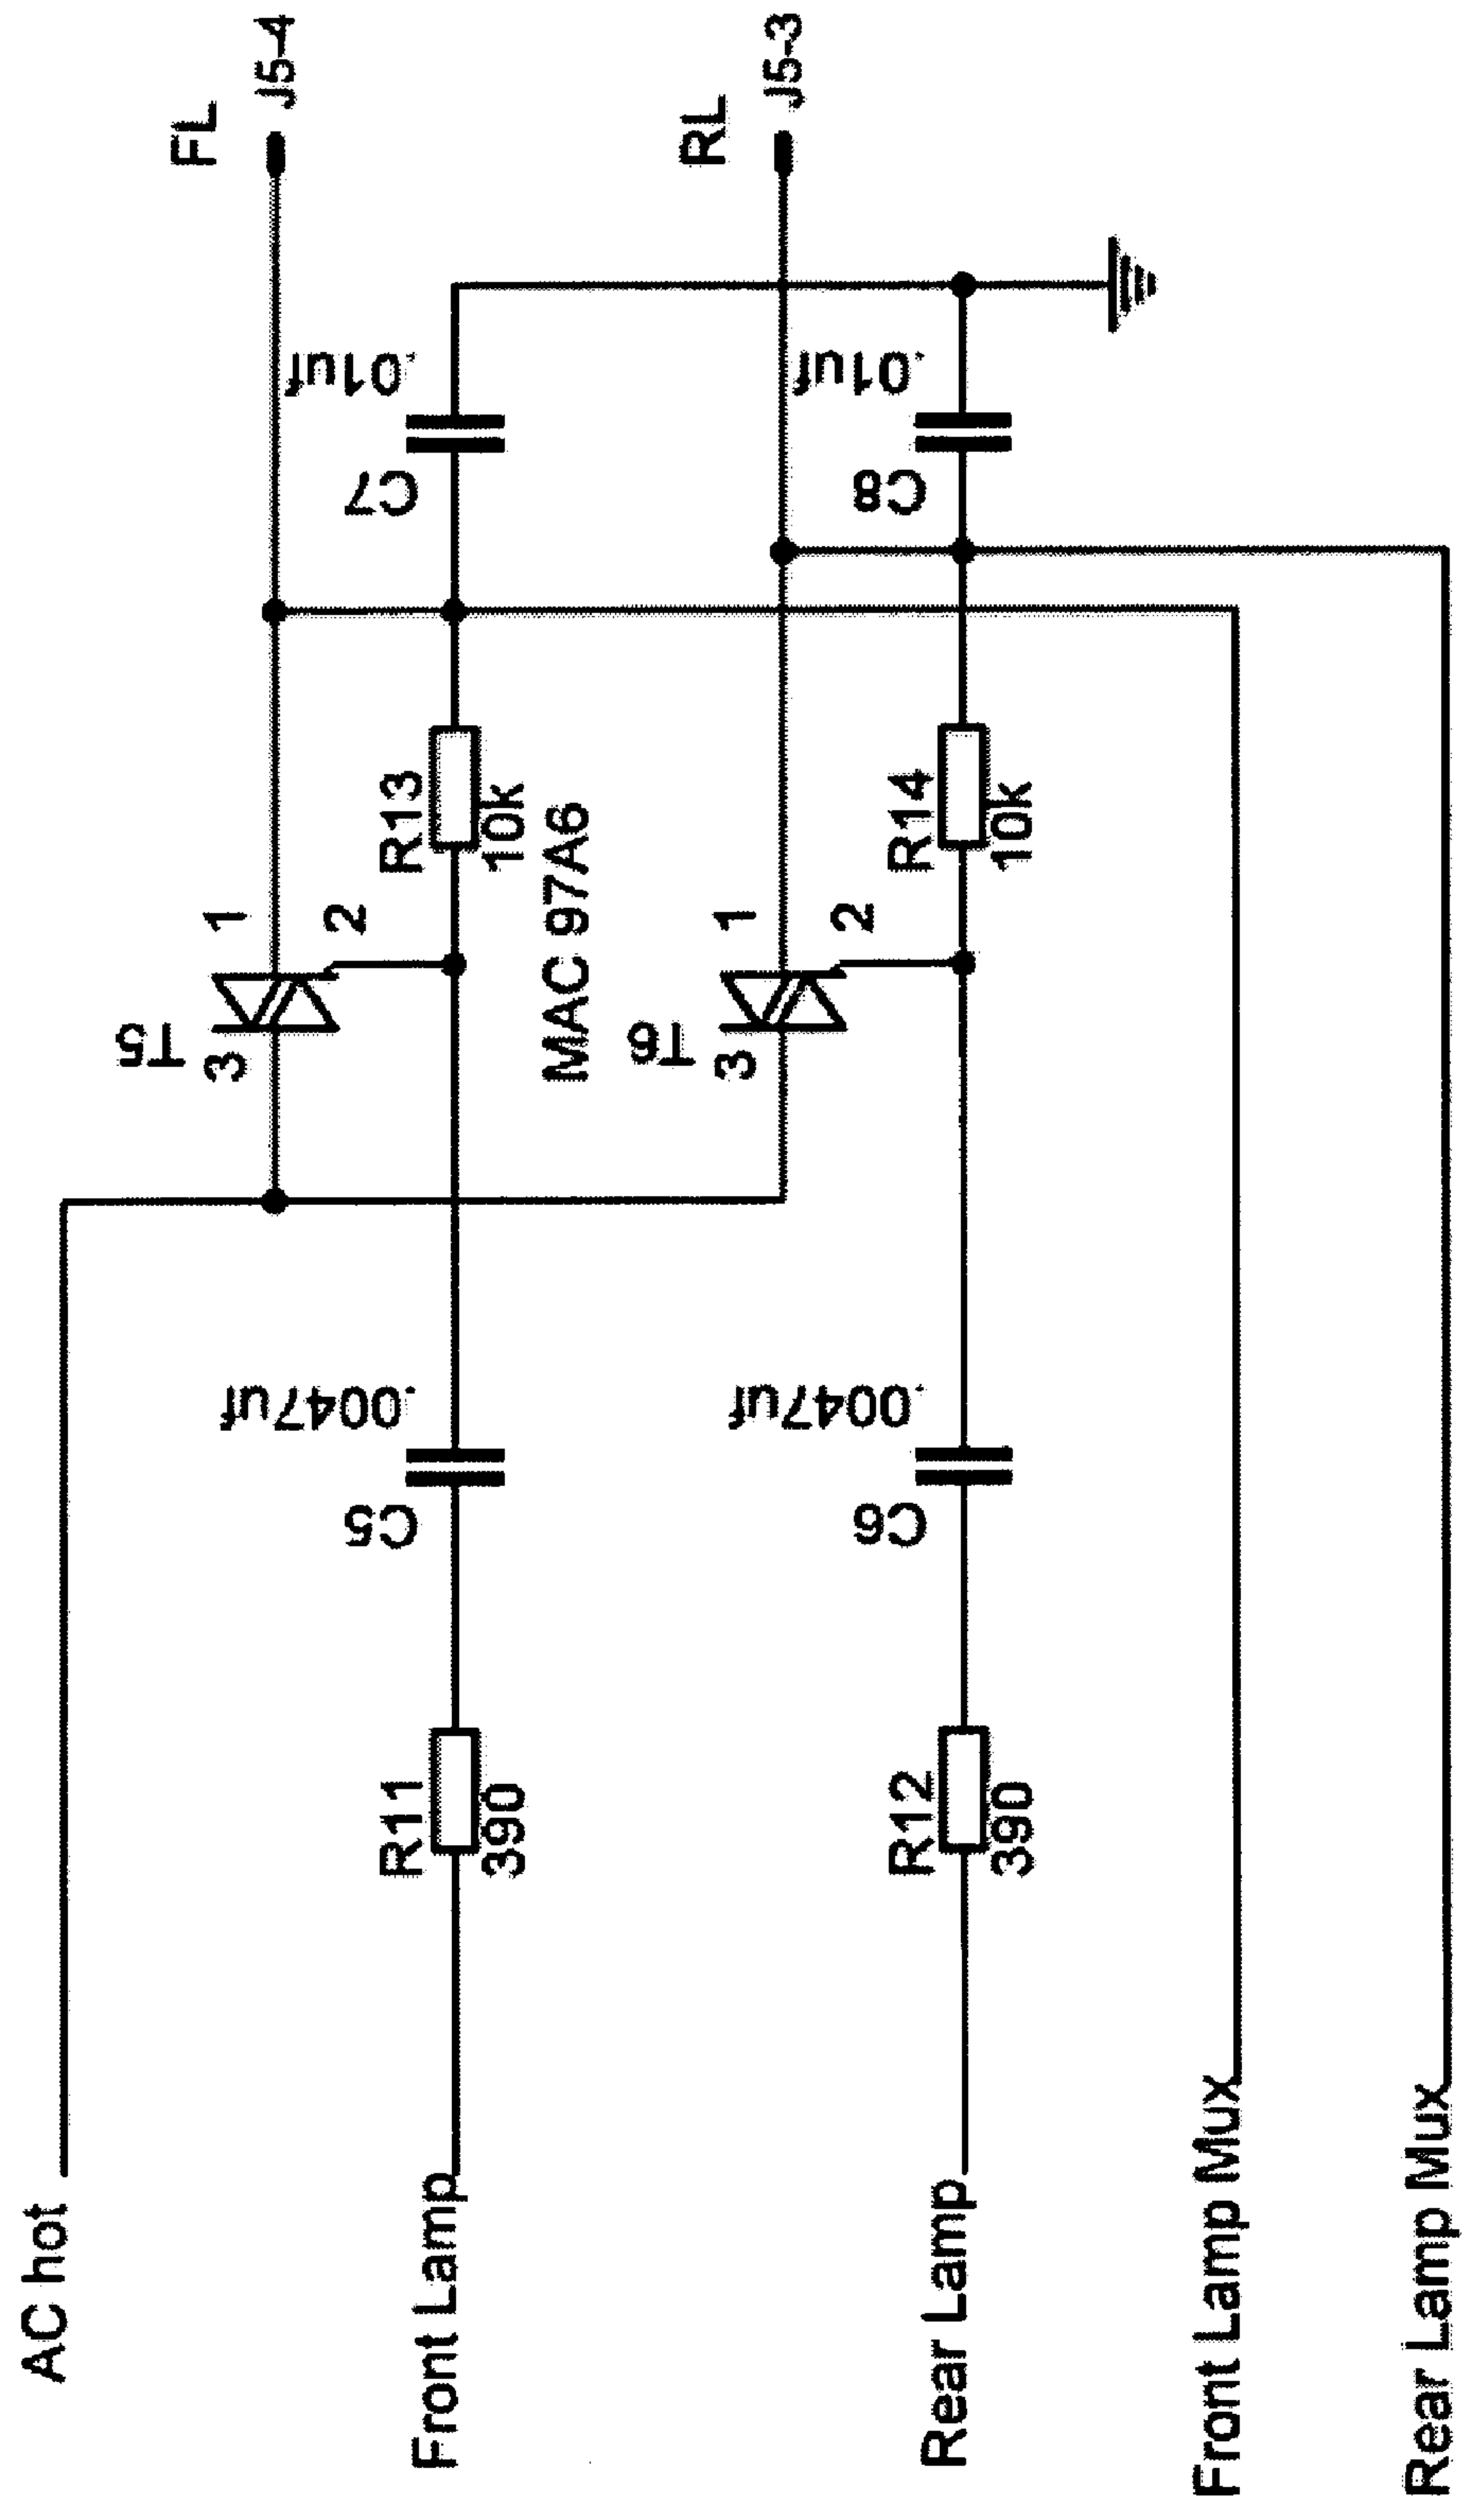 AC hot
T5
3
1
2
FL
J5-4
Front Lamp
R11
390
C5
.0047uf
R13
10k
C7
.01uf
MAC 97A6
T6
3
1
2
RL
J5-3
Rear Lamp
R12
390
C6
.0047uf
R14
10k
C8
.01uf
Front Lamp Mux
Rear Lamp Mux